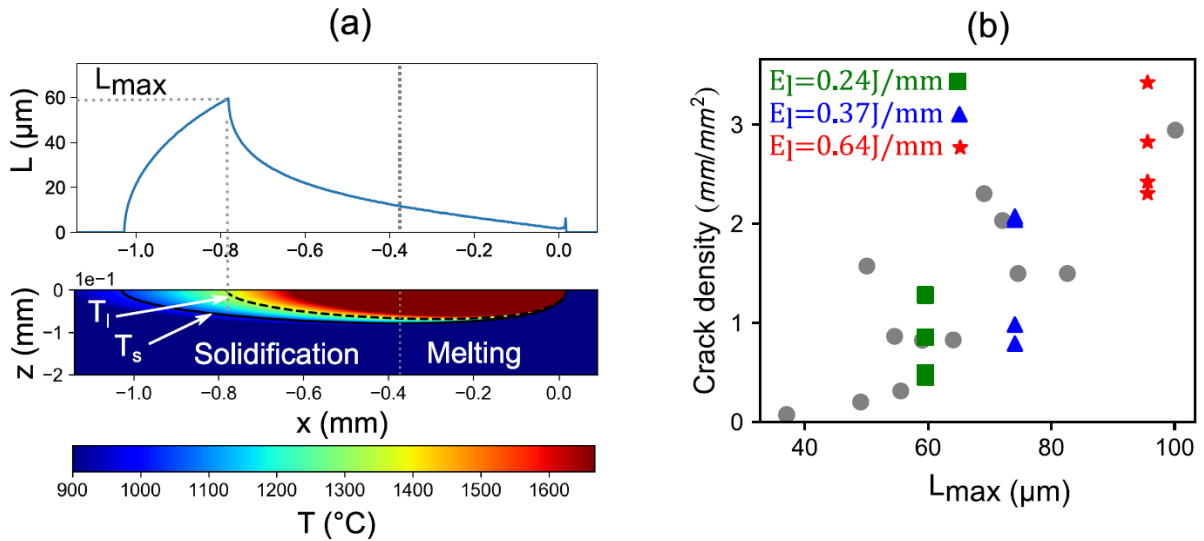 (a)
L (μm)
60
40
20
0
Lmax
−1.0 −0.8 −0.6 −0.4 −0.2 0.0
1e−1
z (mm)
0
−1
−2
Tl
Ts
Solidification Melting
−1.0 −0.8 −0.6 −0.4 −0.2 0.0
x (mm)
900 1000 1100 1200 1300 1400 1500 1600
T (°C)
(b)
Crack density (mm/mm²)
3
2
1
0
El=0.24J/mm
El=0.37J/mm
El=0.64J/mm
40 60 80 100
Lmax (μm)